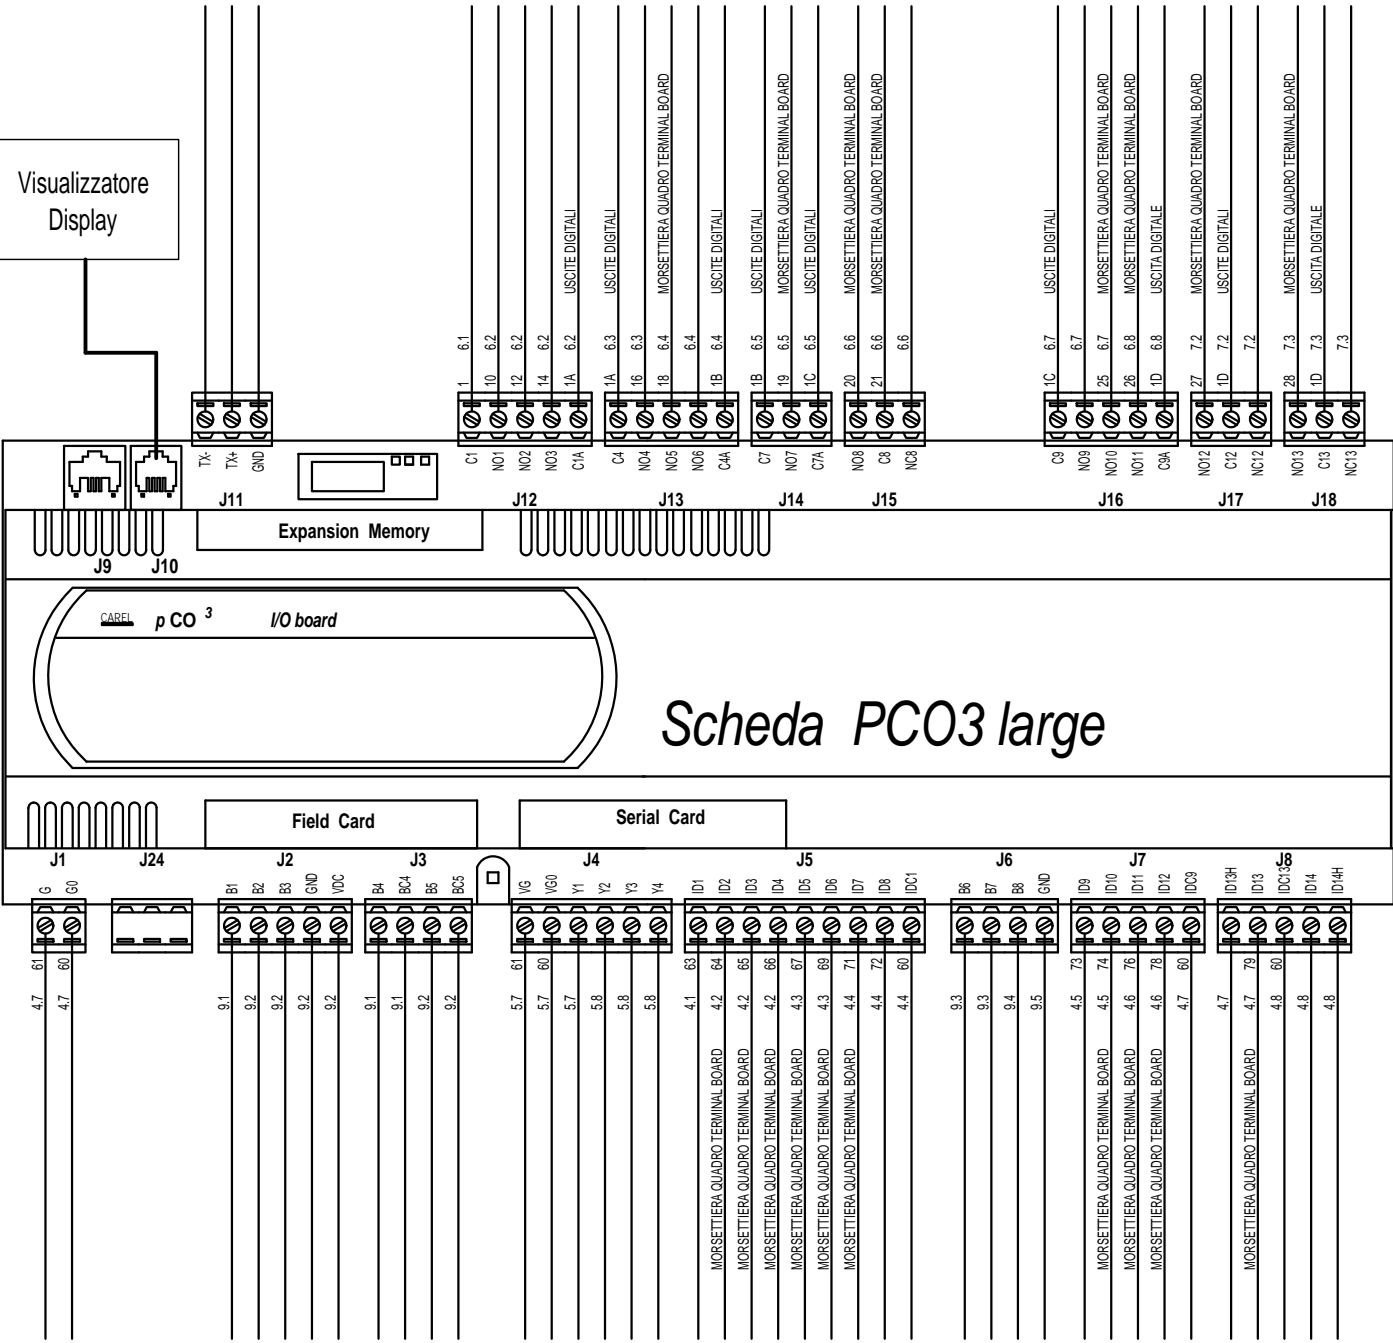 Visualizzatore
Display
USCITE DIGITALI
USCITE DIGITALI
MORSETTIERA QUADRO TERMINAL BOARD
USCITE DIGITALI
USCITE DIGITALI
MORSETTIERA QUADRO TERMINAL BOARD
USCITE DIGITALI
MORSETTIERA QUADRO TERMINAL BOARD
MORSETTIERA QUADRO TERMINAL BOARD
USCITE DIGITALI
MORSETTIERA QUADRO TERMINAL BOARD
MORSETTIERA QUADRO TERMINAL BOARD
USCITA DIGITALE
MORSETTIERA QUADRO TERMINAL BOARD
USCITE DIGITALI
MORSETTIERA QUADRO TERMINAL BOARD
USCITA DIGITALE
6.1 6.2 6.2 6.2 6.2 6.3 6.3 6.4 6.4 6.4 6.5 6.5 6.5 6.6 6.6 6.6 6.7 6.7 6.7 6.8 6.8 7.2 7.2 7.2 7.3 7.3 7.3
1 10 12 14 1A 1A 16 18 1B 1B 19 1C 20 21 1C 25 26 1D 27 1D 28 1D
TX- TX+ GND C1 NO1 NO2 NO3 C1A C4 NO4 NO5 NO6 C4A C7 NO7 C7A NO8 C8 NC8 C9 NO9 NO10 NO11 C9A NO12 C12 NC12 NO13 C13 NC13
J11 J12 J13 J14 J15 J16 J17 J18
Expansion Memory
J9 J10
CAREL pCO 3 I/O board
Scheda PCO3 large
Field Card Serial Card
J1 J24 J2 J3 J4 J5 J6 J7 J8
G G0 B1 B2 B3 GND VDC B4 BC4 B5 BC5 VG VG0 Y1 Y2 Y3 Y4 ID1 ID2 ID3 ID4 ID5 ID6 ID7 ID8 IDC1 B6 B7 B8 GND ID9 ID10 ID11 ID12 IDC9 ID13H ID13 IDC13 ID14 ID14H
61 60 61 60 63 64 65 66 67 69 71 72 60 73 74 76 78 60 79 60
4.7 4.7 9.1 9.2 9.2 9.2 9.2 9.1 9.1 9.2 9.2 5.7 5.7 5.7 5.8 5.8 5.8 4.1 4.2 4.2 4.2 4.3 4.3 4.4 4.4 4.4 9.3 9.3 9.4 9.5 4.5 4.5 4.6 4.6 4.7 4.7 4.7 4.8 4.8 4.8
MORSETTIERA QUADRO TERMINAL BOARD
MORSETTIERA QUADRO TERMINAL BOARD
MORSETTIERA QUADRO TERMINAL BOARD
MORSETTIERA QUADRO TERMINAL BOARD
MORSETTIERA QUADRO TERMINAL BOARD
MORSETTIERA QUADRO TERMINAL BOARD
MORSETTIERA QUADRO TERMINAL BOARD
MORSETTIERA QUADRO TERMINAL BOARD
MORSETTIERA QUADRO TERMINAL BOARD
MORSETTIERA QUADRO TERMINAL BOARD